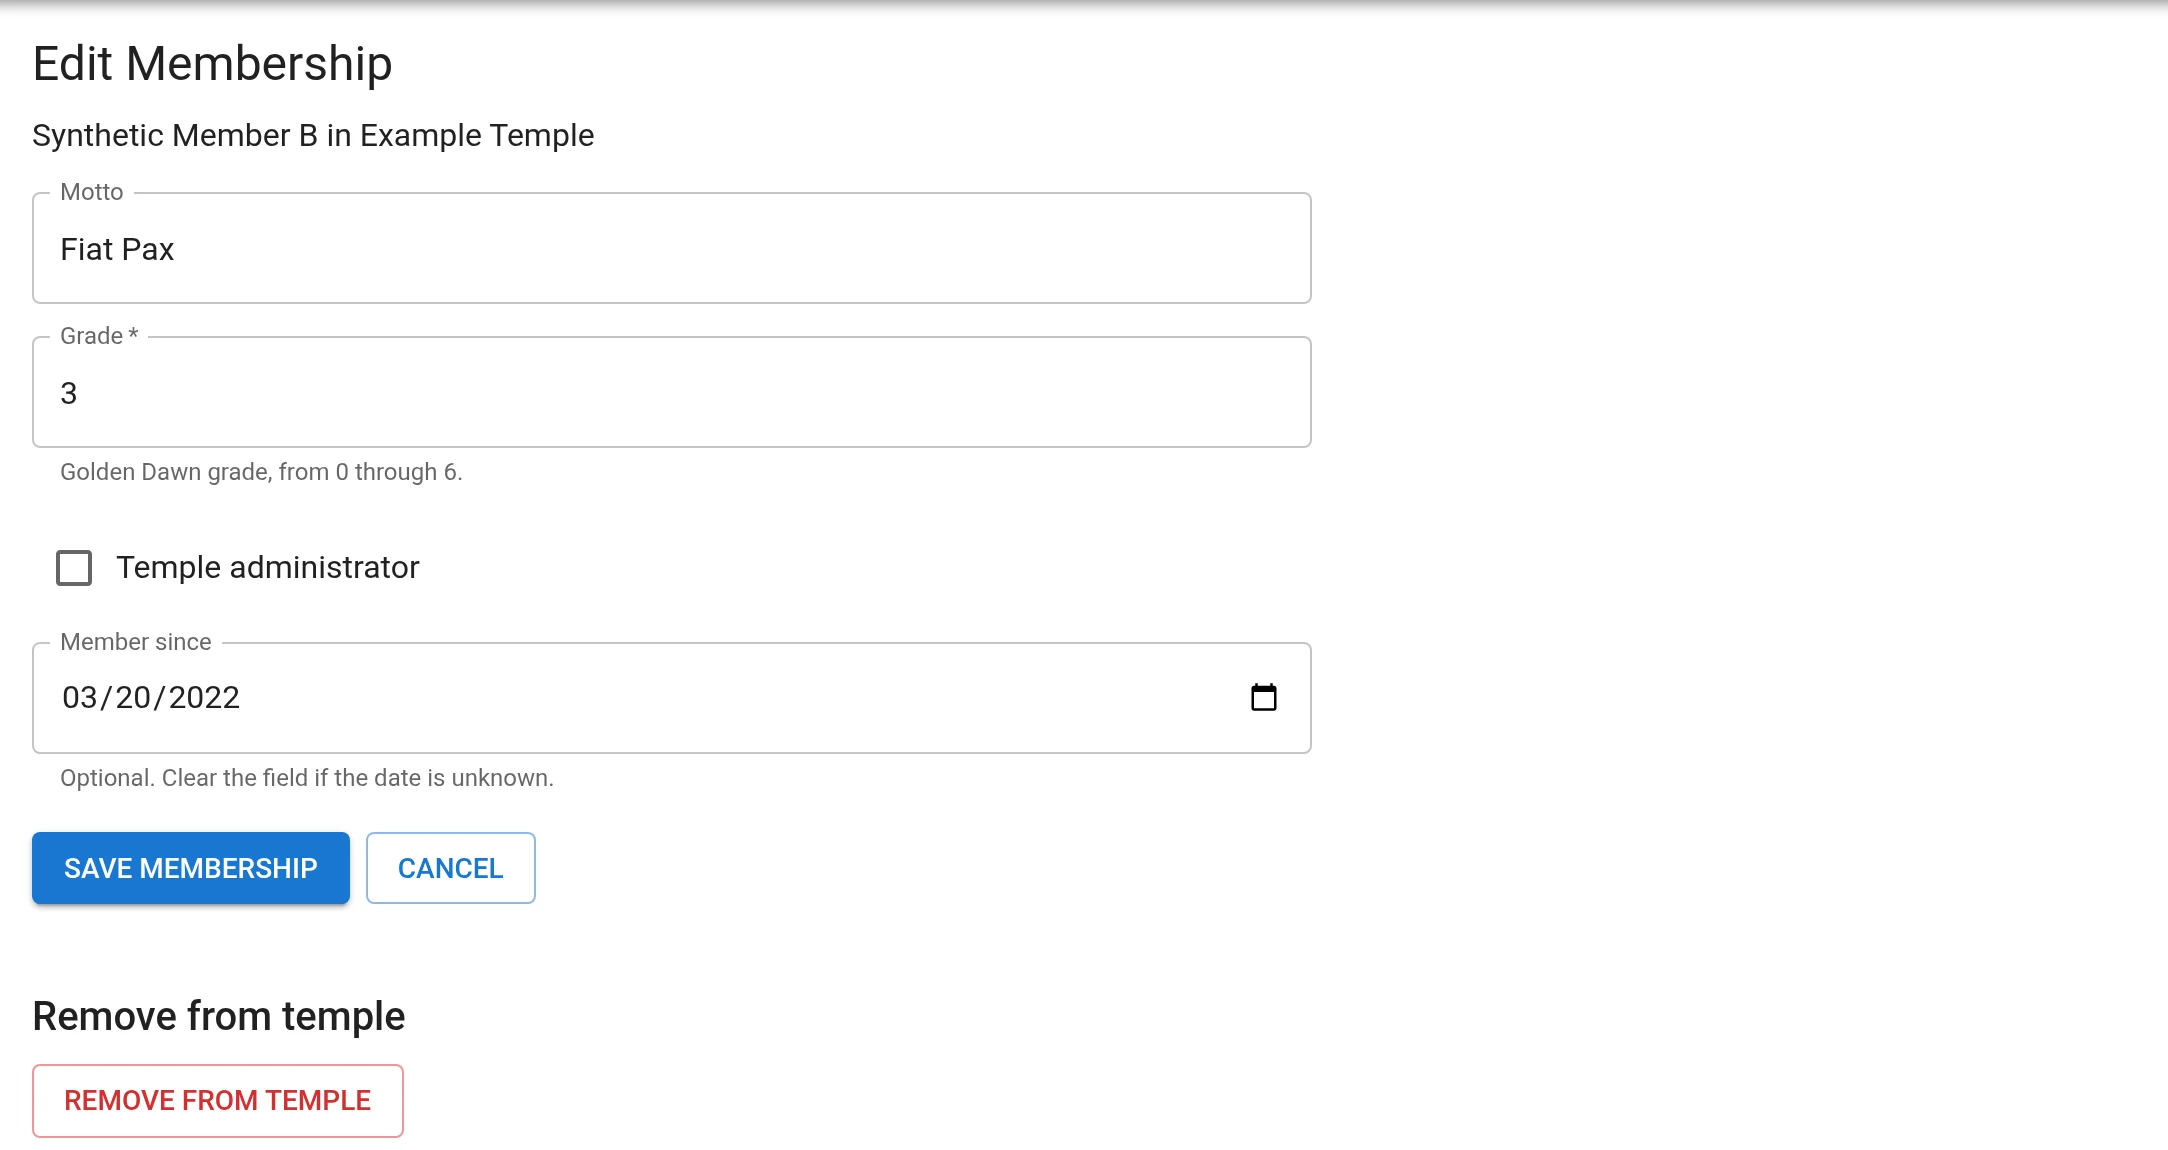 Edit Membership
Synthetic Member B in Example Temple
Motto
Fiat Pax
Grade *
3
Golden Dawn grade, from 0 through 6.
Temple administrator
Member since
03/20/2022
Optional. Clear the field if the date is unknown.
SAVE MEMBERSHIP CANCEL
Remove from temple
REMOVE FROM TEMPLE